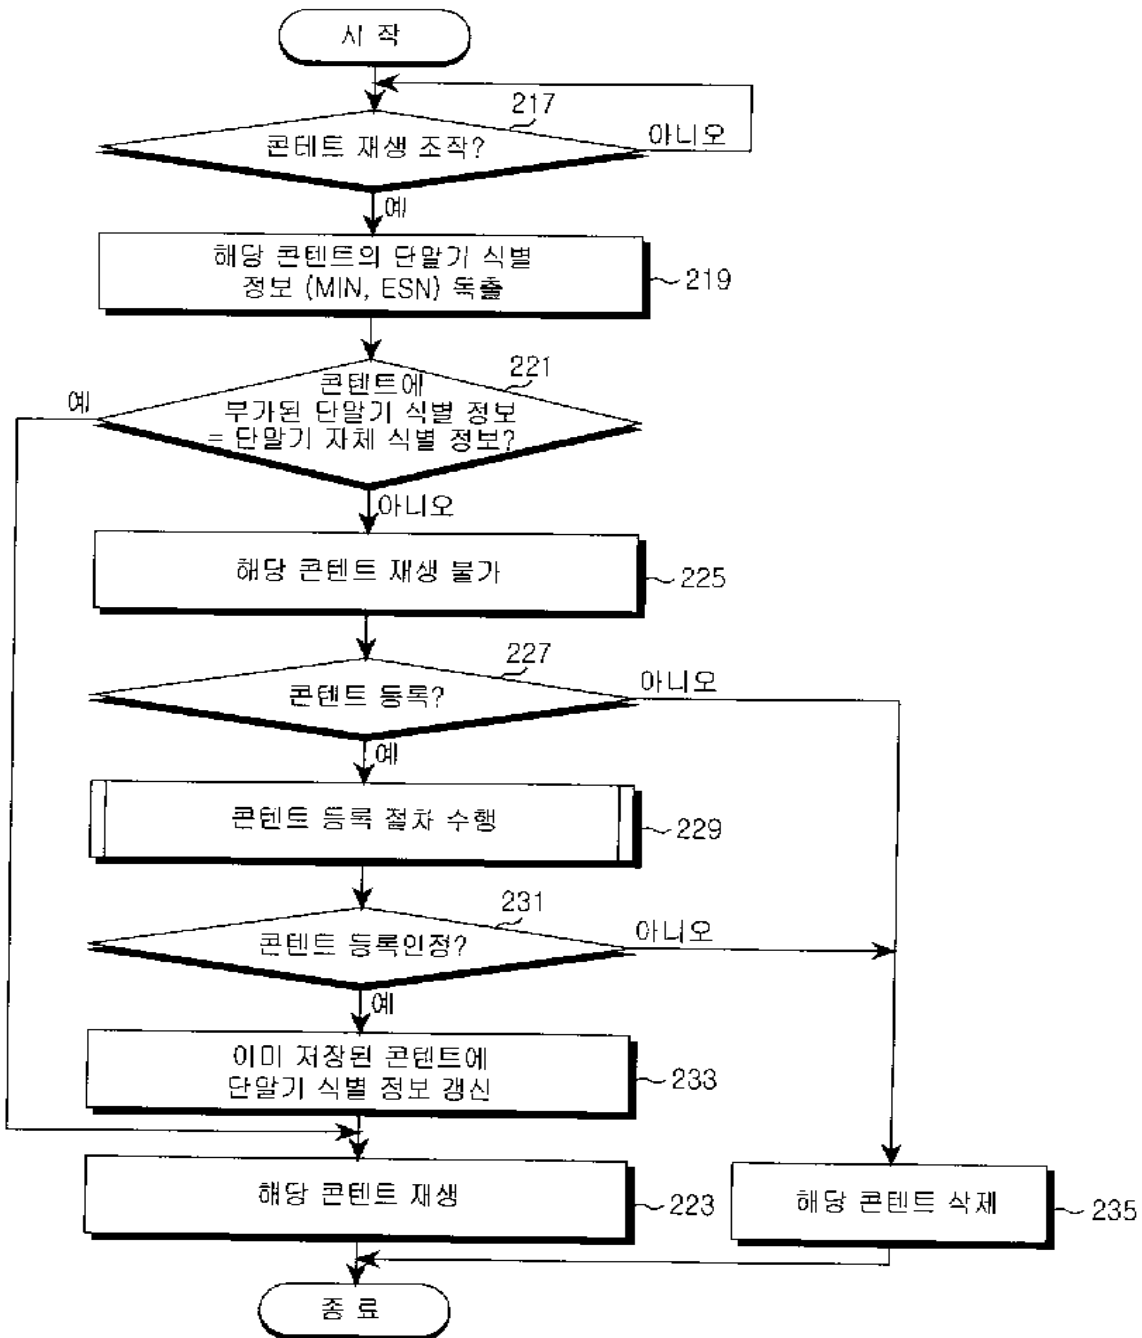 시 작
217
콘테트 재생 조작?
아니오
예
해당 콘텐트의 단말기 식별
정보 (MIN, ESN) 독출
219
221
예
콘텐트에
부가된 단말기 식별 정보
= 단말기 자체 식별 정보?
아니오
해당 콘텐트 재생 불가
225
227
아니오
콘텐트 등록?
예
콘텐트 등록 절차 수행
229
231
아니오
콘텐트 등록인정?
예
이미 저장된 콘텐트에
단말기 식별 정보 갱신
233
해당 콘텐트 재생
223
해당 콘텐트 삭제
235
종 료